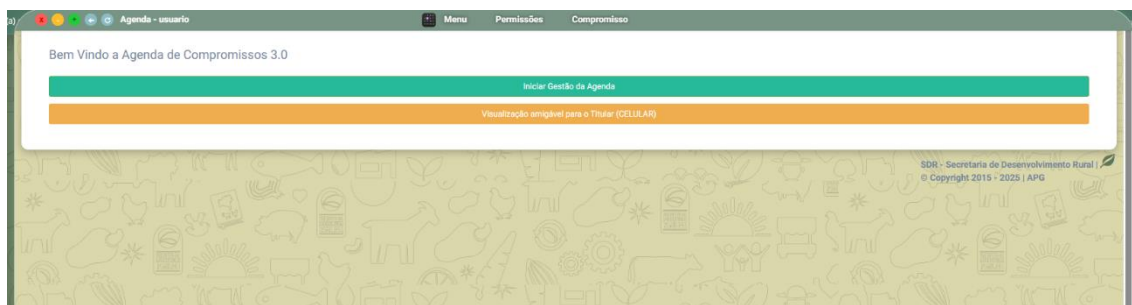 a)
Agenda - usuario
Menu Permissões Compromisso
Bem Vindo a Agenda de Compromissos 3.0
Iniciar Gestão da Agenda
Visualização amigável para o Titular (CELULAR)
SDR - Secretaria de Desenvolvimento Rural |
© Copyright 2015 - 2025 | APG